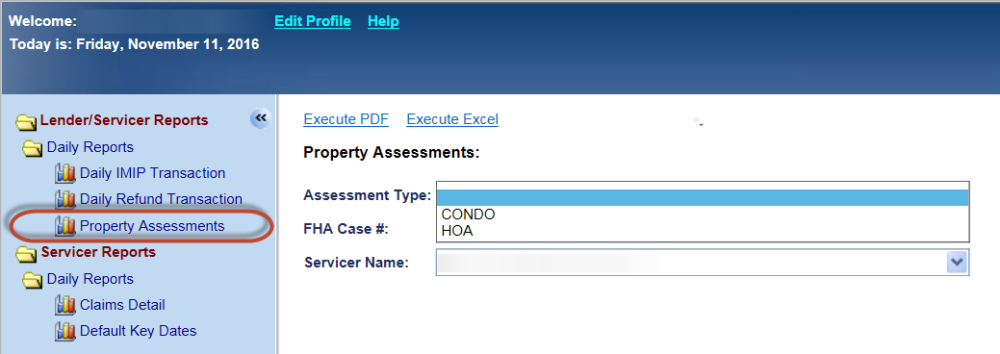 Welcome: Edit Profile Help
Today is: Friday, November 11, 2016
Lender/Servicer Reports
Daily Reports
Daily IMIP Transaction
Daily Refund Transaction
Property Assessments
Servicer Reports
Daily Reports
Claims Detail
Default Key Dates
Execute PDF Execute Excel
Property Assessments:
Assessment Type:
CONDO
HOA
FHA Case #:
Servicer Name: